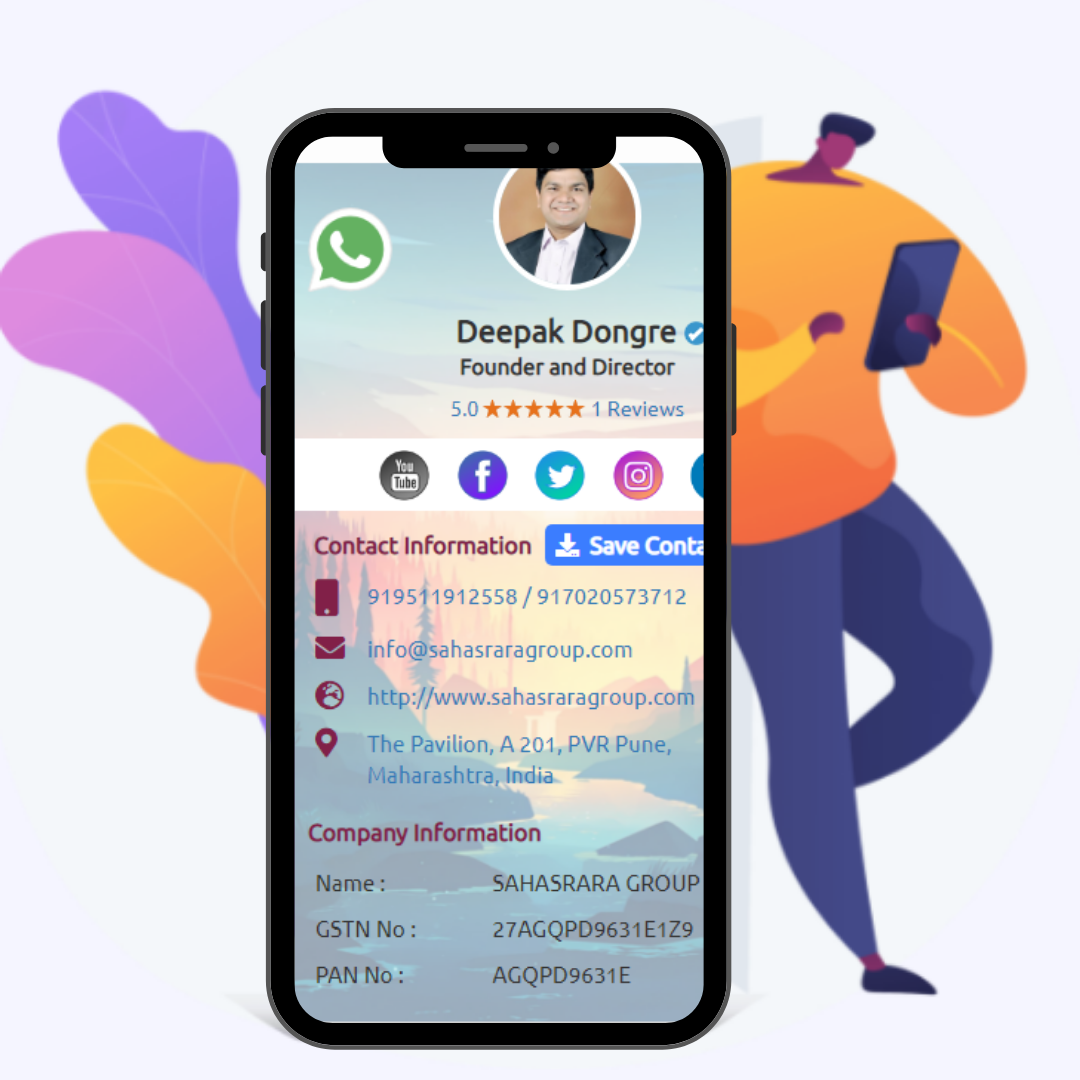 Deepak Dongre
Founder and Director
5.0 ★★★★★ 1 Reviews
You
Tube
Contact Information
Save Conta
919511912558 / 917020573712
info@sahasraragroup.com
http://www.sahasraragroup.com
The Pavilion, A 201, PVR Pune,
Maharashtra, India
Company Information
Name : SAHASRARA GROUP
GSTN No : 27AGQPD9631E1Z9
PAN No : AGQPD9631E